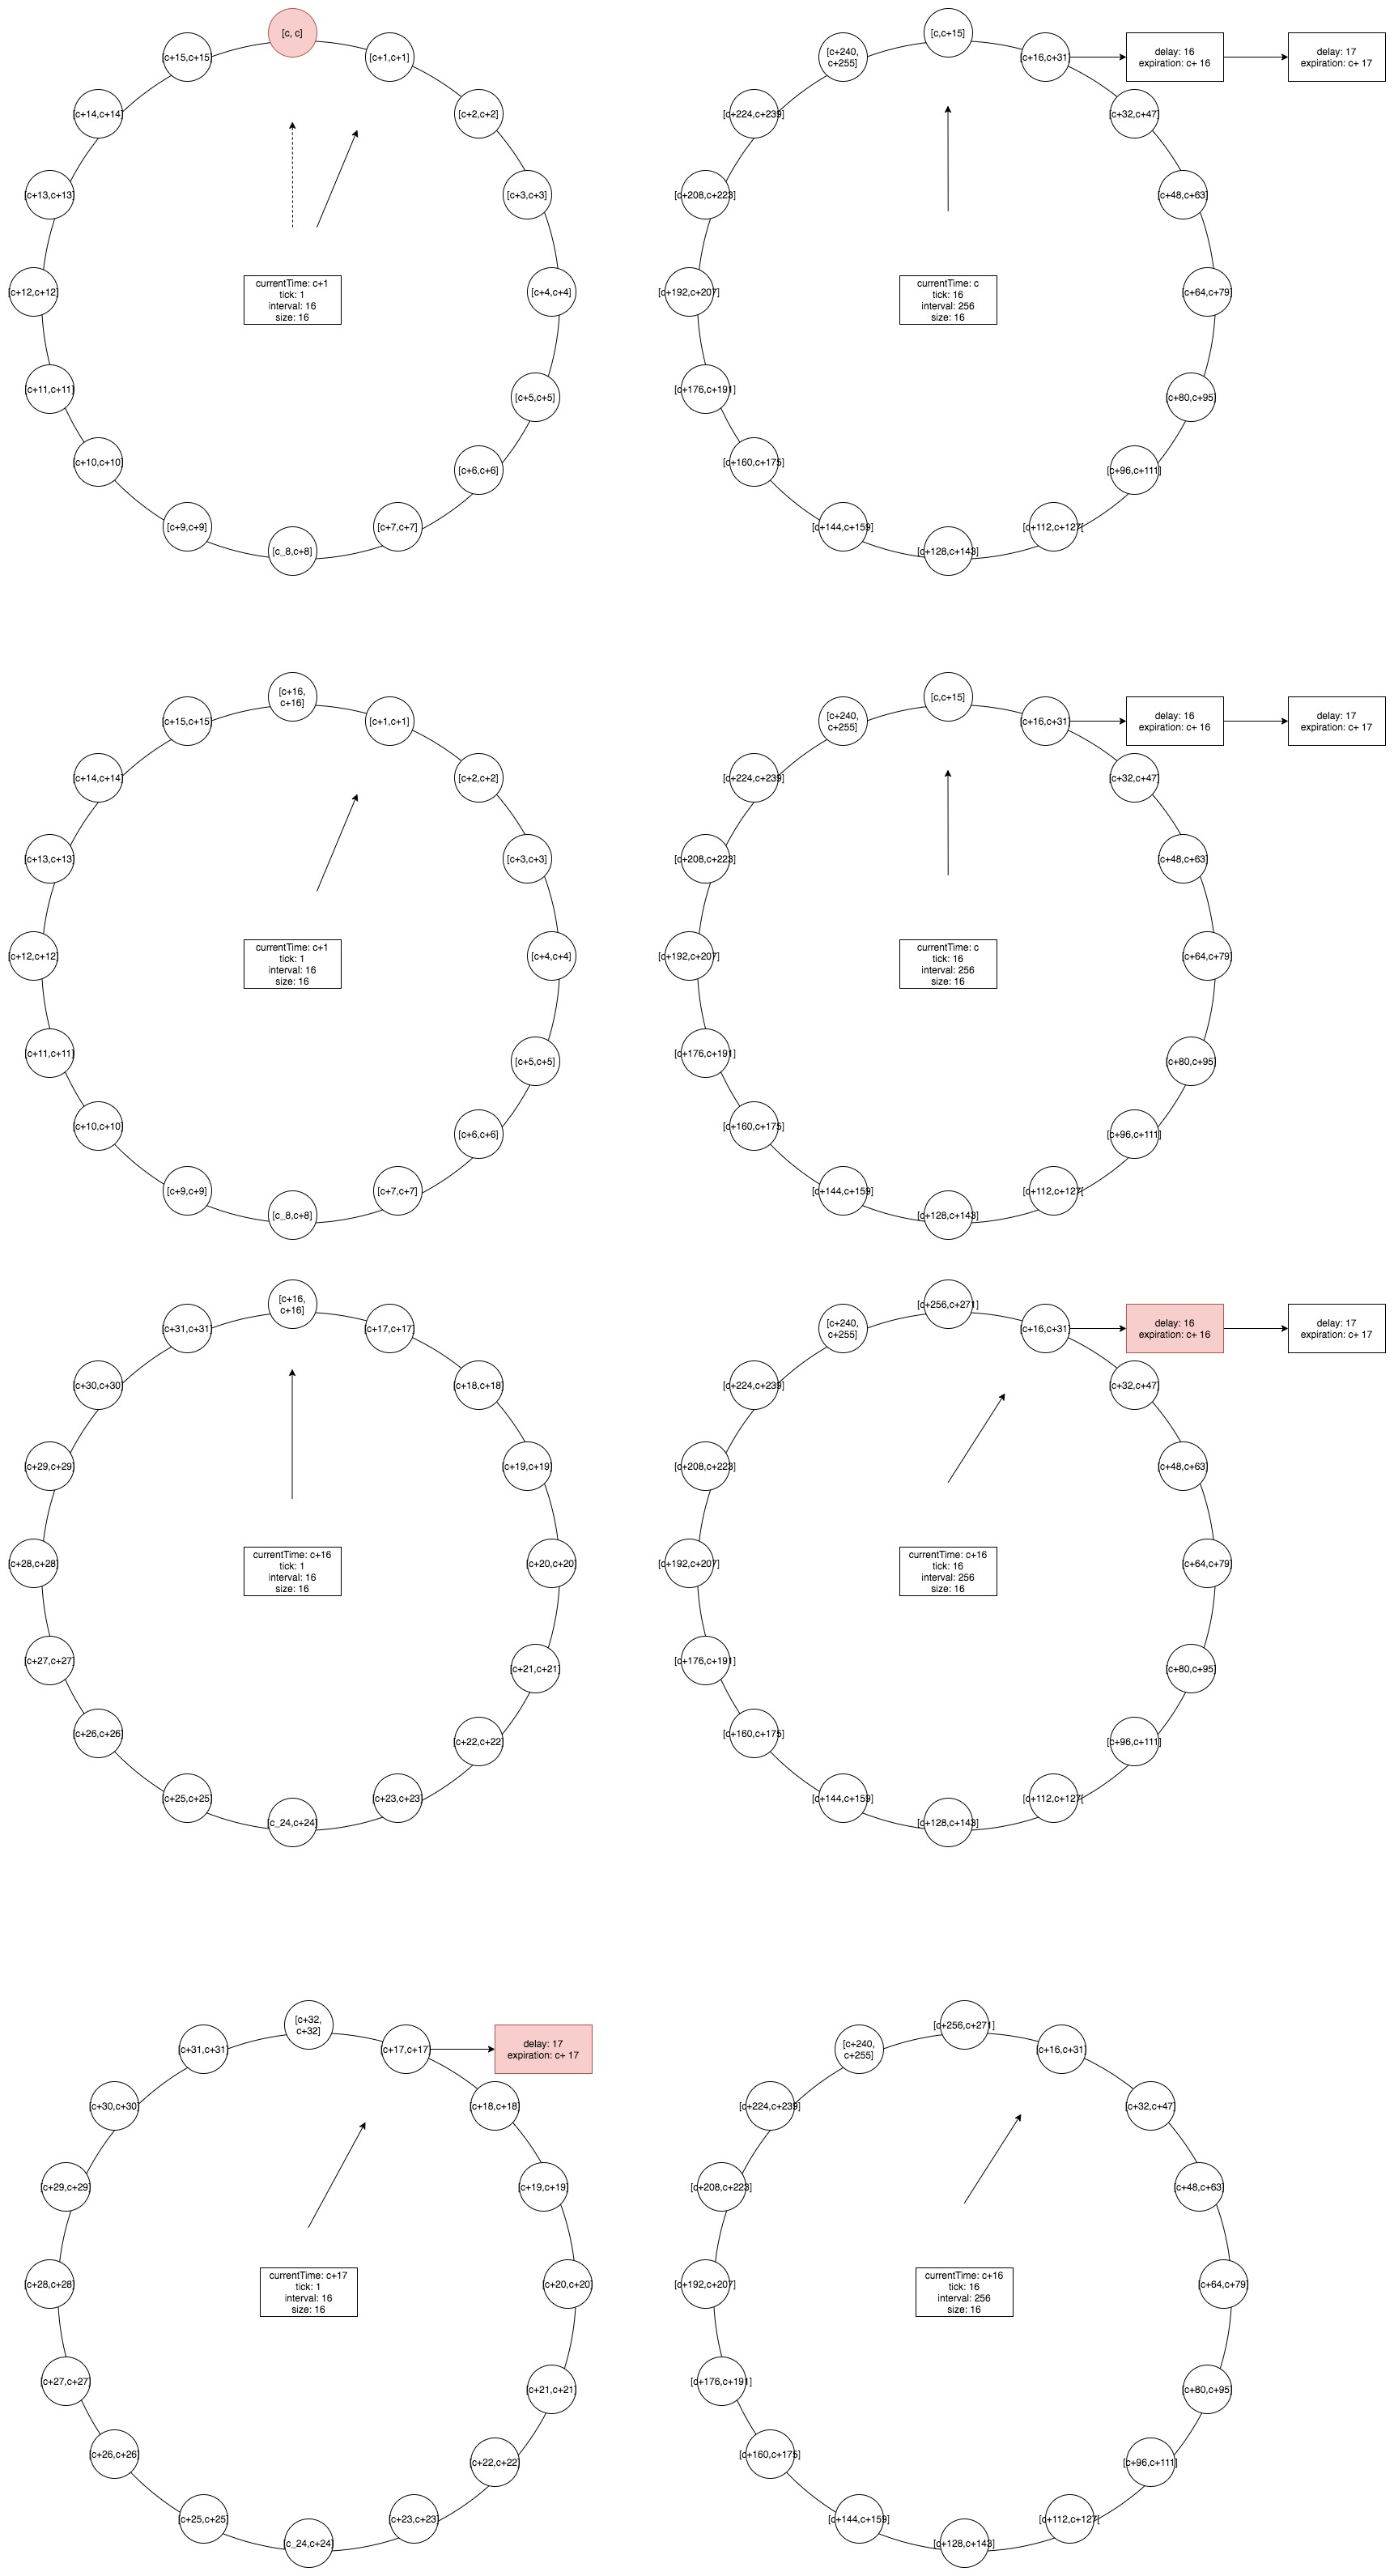 [c, c]
[c+1,c+1]
[c+2,c+2]
[c+3,c+3]
[c+4,c+4]
[c+5,c+5]
[c+6,c+6]
[c+7,c+7]
[c_8,c+8]
[c+9,c+9]
[c+10,c+10]
[c+11,c+11]
[c+12,c+12]
[c+13,c+13]
[c+14,c+14]
[c+15,c+15]
currentTime: c+1
tick: 1
interval: 16
size: 16
[c,c+15]
[c+16,c+31]
delay: 16
expiration: c+ 16
delay: 17
expiration: c+ 17
[c+32,c+47]
[c+48,c+63]
[c+64,c+79]
[c+80,c+95]
[c+96,c+111]
[c+112,c+127[
[c+128,c+143]
[c+144,c+159]
[c+160,c+175]
[c+176,c+191]
[c+192,c+207]
[c+208,c+223]
[c+224,c+239]
[c+240,
c+255]
currentTime: c
tick: 16
interval: 256
size: 16
[c+16,
c+16]
[c+1,c+1]
[c+2,c+2]
[c+3,c+3]
[c+4,c+4]
[c+5,c+5]
[c+6,c+6]
[c+7,c+7]
[c_8,c+8]
[c+9,c+9]
[c+10,c+10]
[c+11,c+11]
[c+12,c+12]
[c+13,c+13]
[c+14,c+14]
[c+15,c+15]
currentTime: c+1
tick: 1
interval: 16
size: 16
[c,c+15]
[c+16,c+31]
delay: 16
expiration: c+ 16
delay: 17
expiration: c+ 17
[c+32,c+47]
[c+48,c+63]
[c+64,c+79]
[c+80,c+95]
[c+96,c+111]
[c+112,c+127[
[c+128,c+143]
[c+144,c+159]
[c+160,c+175]
[c+176,c+191]
[c+192,c+207]
[c+208,c+223]
[c+224,c+239]
[c+240,
c+255]
currentTime: c
tick: 16
interval: 256
size: 16
[c+16,
c+16]
[c+17,c+17]
[c+18,c+18]
[c+19,c+19]
[c+20,c+20]
[c+21,c+21]
[c+22,c+22]
[c+23,c+23]
[c_24,c+24]
[c+25,c+25]
[c+26,c+26]
[c+27,c+27]
[c+28,c+28]
[c+29,c+29]
[c+30,c+30]
[c+31,c+31]
currentTime: c+16
tick: 1
interval: 16
size: 16
[c+256,c+271]
[c+16,c+31]
delay: 16
expiration: c+ 16
delay: 17
expiration: c+ 17
[c+32,c+47]
[c+48,c+63]
[c+64,c+79]
[c+80,c+95]
[c+96,c+111]
[c+112,c+127[
[c+128,c+143]
[c+144,c+159]
[c+160,c+175]
[c+176,c+191]
[c+192,c+207]
[c+208,c+223]
[c+224,c+239]
[c+240,
c+255]
currentTime: c+16
tick: 16
interval: 256
size: 16
[c+32,
c+32]
[c+17,c+17]
delay: 17
expiration: c+ 17
[c+18,c+18]
[c+19,c+19]
[c+20,c+20]
[c+21,c+21]
[c+22,c+22]
[c+23,c+23]
[c_24,c+24]
[c+25,c+25]
[c+26,c+26]
[c+27,c+27]
[c+28,c+28]
[c+29,c+29]
[c+30,c+30]
[c+31,c+31]
currentTime: c+17
tick: 1
interval: 16
size: 16
[c+256,c+271]
[c+16,c+31]
[c+32,c+47]
[c+48,c+63]
[c+64,c+79]
[c+80,c+95]
[c+96,c+111]
[c+112,c+127[
[c+128,c+143]
[c+144,c+159]
[c+160,c+175]
[c+176,c+191]
[c+192,c+207]
[c+208,c+223]
[c+224,c+239]
[c+240,
c+255]
currentTime: c+16
tick: 16
interval: 256
size: 16